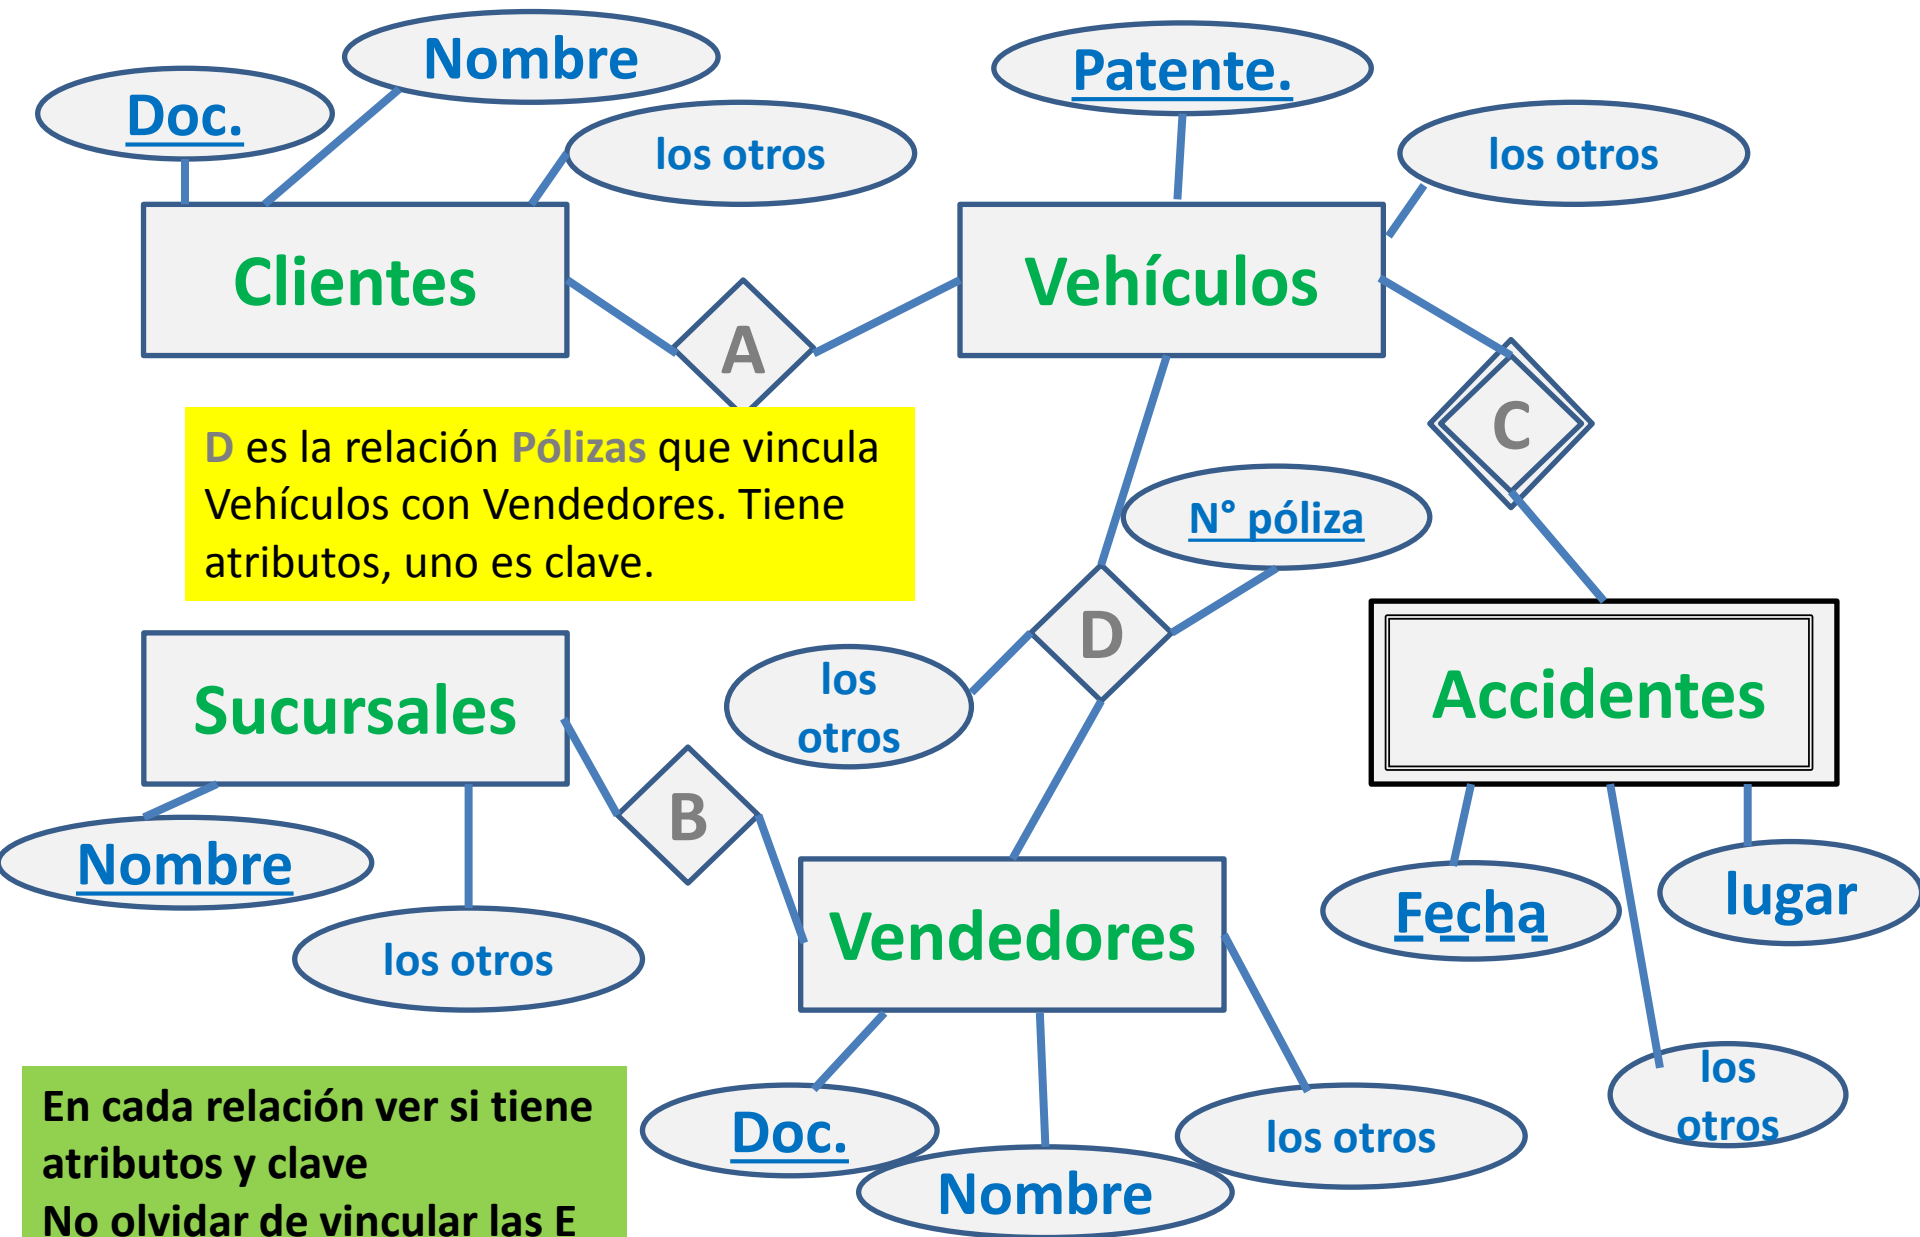 Nombre
Doc.
los otros
Patente.
los otros
Clientes
Vehículos
A
C
D es la relación Pólizas que vincula
Vehículos con Vendedores. Tiene
atributos, uno es clave.
N° póliza
D
los
otros
Sucursales
Accidentes
B
Nombre
los otros
Vendedores
Fecha
lugar
los
otros
Doc.
Nombre
los otros
En cada relación ver si tiene
atributos y clave
No olvidar de vincular las E